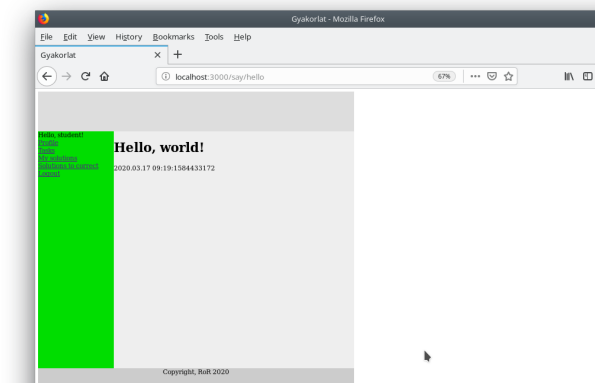 Gyakorlat - Mozilla Firefox
File Edit View History Bookmarks Tools Help
Gyakorlat
localhost:3000/say/hello 67%
Hello, student!
Profile
Tasks
My solutions
Solutions to correct
Logout
Hello, world!
2020.03.17 09:19:1584433172
Copyright, RoR 2020